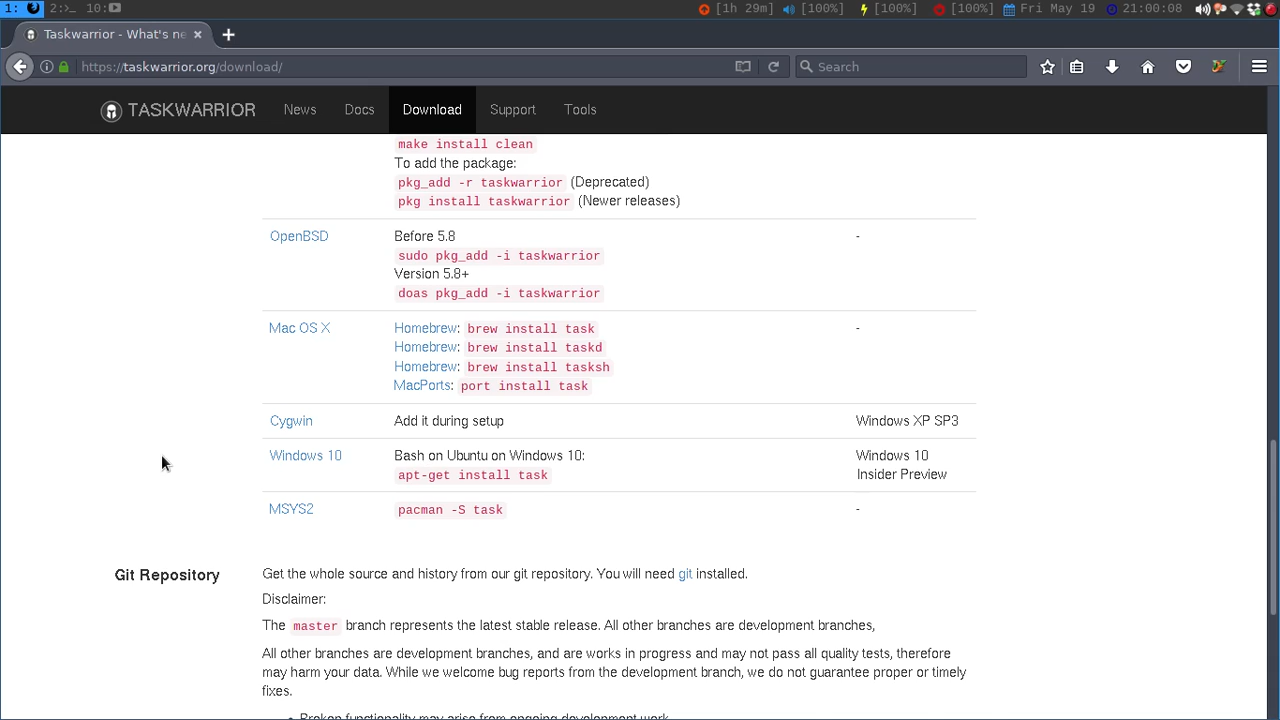 1: 2:>_ 10: [1h 29m] [100%] [100%] [100%] Fri May 19 21:00:08
Taskwarrior - What's ne
https://taskwarrior.org/download/ Search
TASKWARRIOR News Docs Download Support Tools
make install clean
To add the package:
pkg_add -r taskwarrior (Deprecated)
pkg install taskwarrior (Newer releases)
OpenBSD Before 5.8 -
sudo pkg_add -i taskwarrior
Version 5.8+
doas pkg_add -i taskwarrior
Mac OS X Homebrew: brew install task -
Homebrew: brew install taskd
Homebrew: brew install tasksh
MacPorts: port install task
Cygwin Add it during setup Windows XP SP3
Windows 10 Bash on Ubuntu on Windows 10: Windows 10
apt-get install task Insider Preview
MSYS2 pacman -S task -
Git Repository Get the whole source and history from our git repository. You will need git installed.
Disclaimer:
The master branch represents the latest stable release. All other branches are development branches,
All other branches are development branches, and are works in progress and may not pass all quality tests, therefore
may harm your data. While we welcome bug reports from the development branch, we do not guarantee proper or timely
fixes.
• Broken functionality may arise from ongoing development work